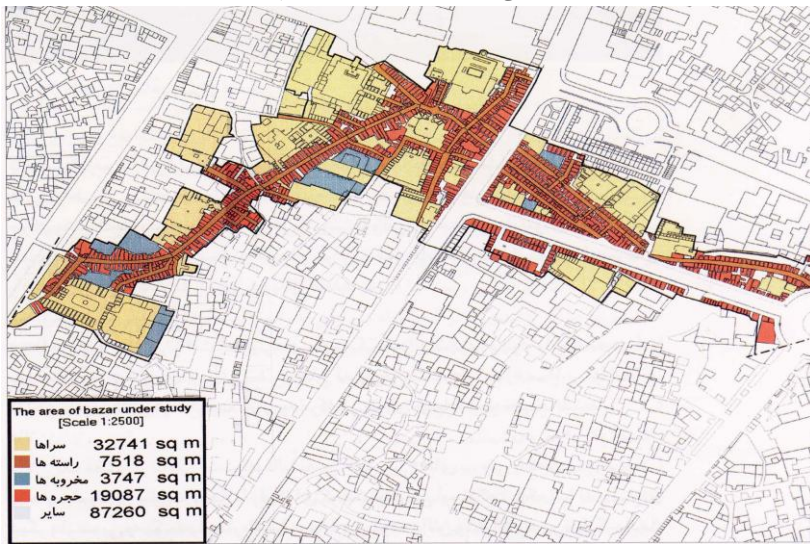 The area of bazar under study
[Scale 1:2500]
سراها 32741 sq m
راسته ها 7518 sq m
مخروبه ها 3747 sq m
حجره ها 19087 sq m
سایر 87260 sq m